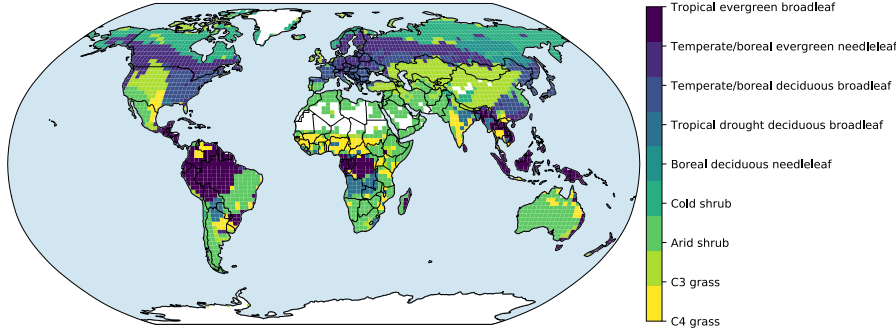 Tropical evergreen broadleaf
Temperate/boreal evergreen needleleaf
Temperate/boreal deciduous broadleaf
Tropical drought deciduous broadleaf
Boreal deciduous needleleaf
Cold shrub
Arid shrub
C3 grass
C4 grass